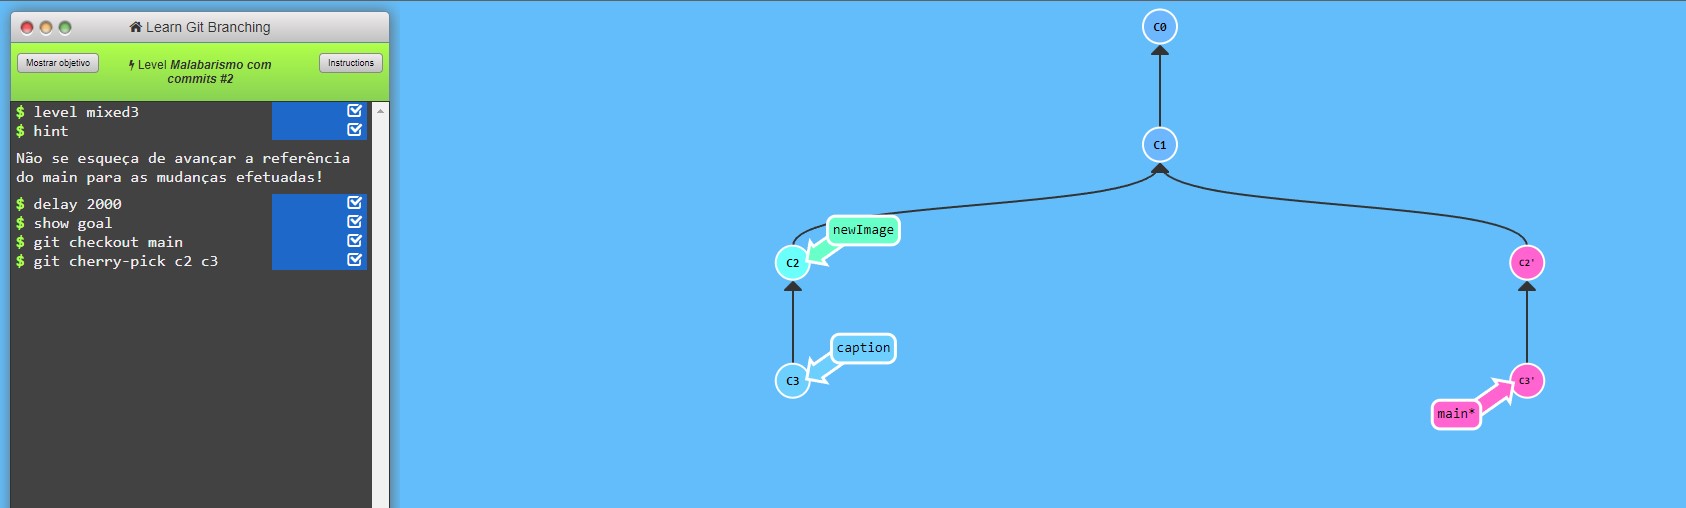 Learn Git Branching
Mostrar objetivo
Level Malabarismo com
commits #2
Instructions
$ level mixed3
$ hint
Não se esqueça de avançar a referência
do main para as mudanças efetuadas!
$ delay 2000
$ show goal
$ git checkout main
$ git cherry-pick c2 c3
C0
C1
newImage
C2
C2'
caption
C3
C3'
main*